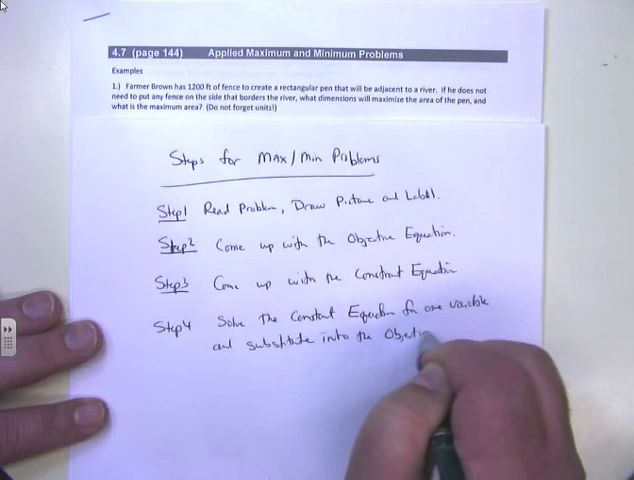 4.7 (page 144) Applied Maximum and Minimum Problems
Examples
1.) Farmer Brown has 1200 ft of fence to create a rectangular pen that will be adjacent to a river. If he does not
need to put any fence on the side that borders the river, what dimensions will maximize the area of the pen, and
what is the maximum area? (Do not forget units!)
Steps for Max/Min Problems
Step1 Read Problem, Draw Picture and Label.
Step2 Come up with the Objective Equation.
Step3 Come up with the Constraint Equation
Step4 Solve the Constraint Equation for one variable
and substitute into the Objectiv